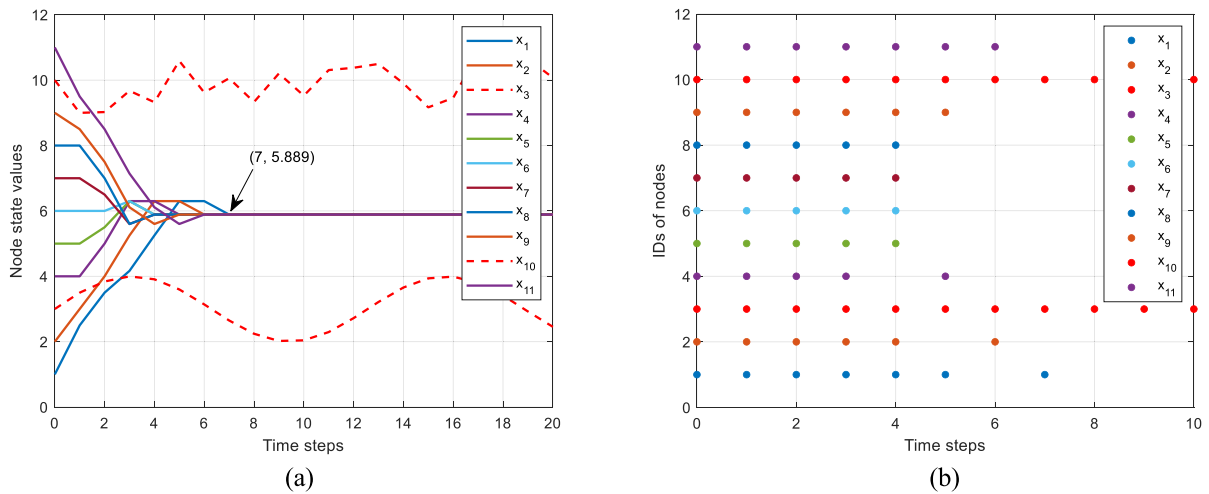 12
10
8
6
4
2
0
Node state values
0 2 4 6 8 10 12 14 16 18 20
Time steps
(7, 5.889)
x1
x2
x3
x4
x5
x6
x7
x8
x9
x10
x11
(a)
12
10
8
6
4
2
0
IDs of nodes
0 2 4 6 8 10
Time steps
x1
x2
x3
x4
x5
x6
x7
x8
x9
x10
x11
(b)